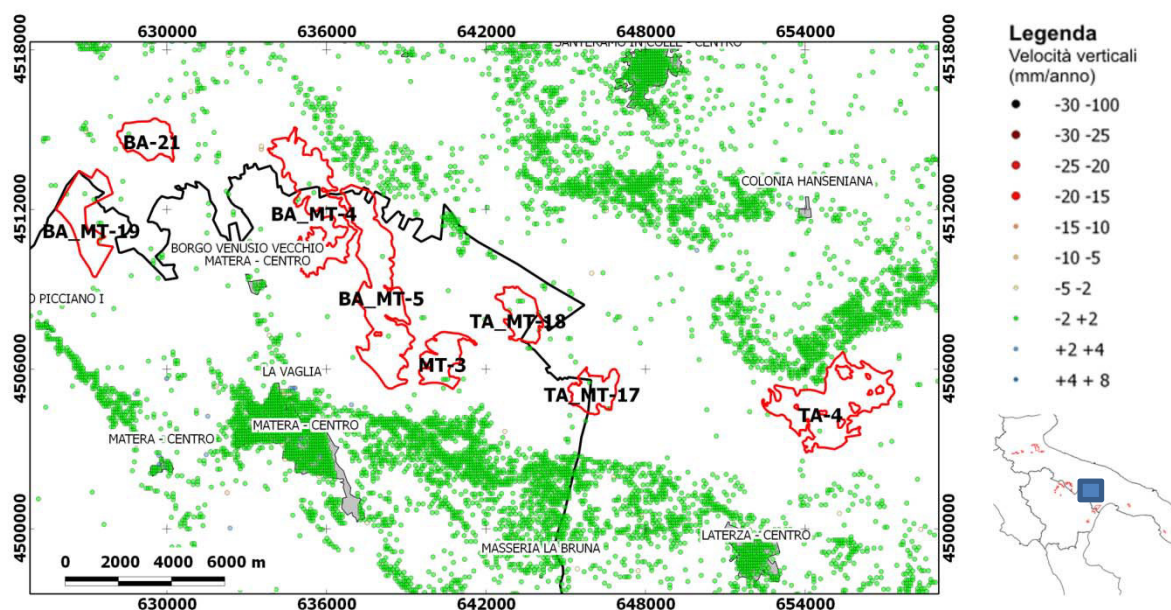 630000 636000 642000 648000 654000
4518000 4518000
SANTERAMO IN COLLE - CENTRO
BA-21
4512000 4512000
COLONIA HANSENIANA
BA_MT-4
BA_MT-19
BORGO VENUSIO VECCHIO
MATERA - CENTRO
O PICCIANO I
BA_MT-5
TA_MT-18
4506000 4506000
MT-3
LA VAGLIA
TA_MT-17
TA-4
MATERA - CENTRO
MATERA - CENTRO
4500000 4500000
LATERZA - CENTRO
MASSERIA LA BRUNA
0 2000 4000 6000 m
630000 636000 642000 648000 654000
Legenda
Velocità verticali
(mm/anno)
-30 -100
-30 -25
-25 -20
-20 -15
-15 -10
-10 -5
-5 -2
-2 +2
+2 +4
+4 + 8